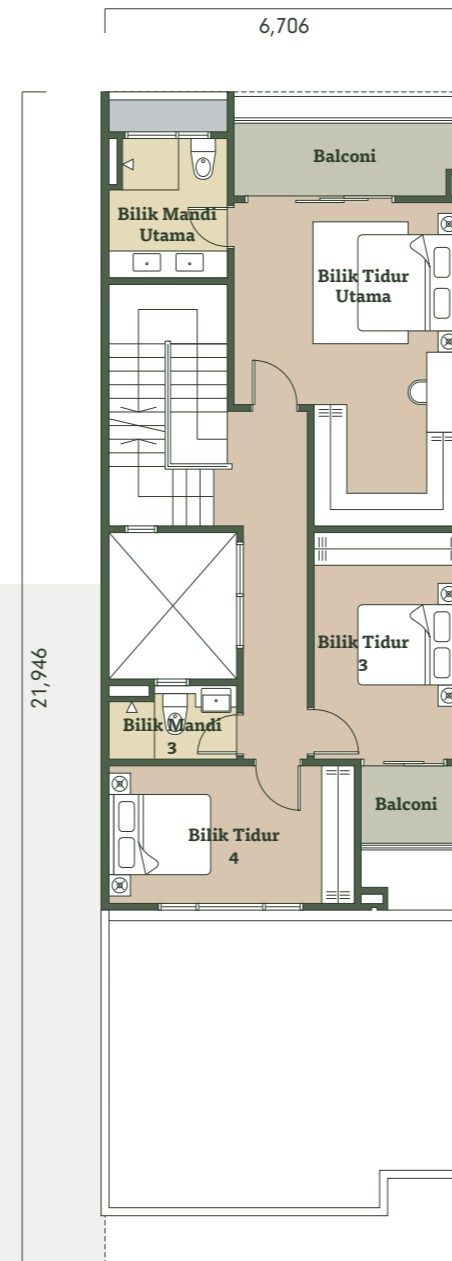 6,706
Balconi
Bilik Mandi
Utama
Bilik Tidur
Utama
21,946
Bilik Tidur
3
Bilik Mandi
3
Balconi
Bilik Tidur
4